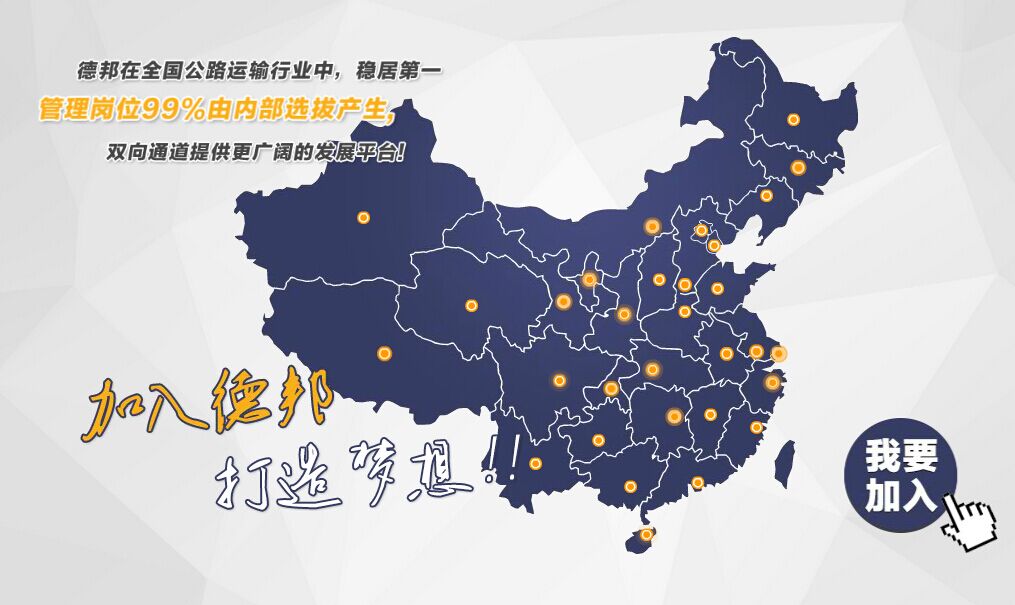 德邦在全国公路运输行业中，稳居第一
管理岗位99%由内部选拔产生，
双向通道提供更广阔的发展平台！
加入德邦
打造梦想！！
我要
加入